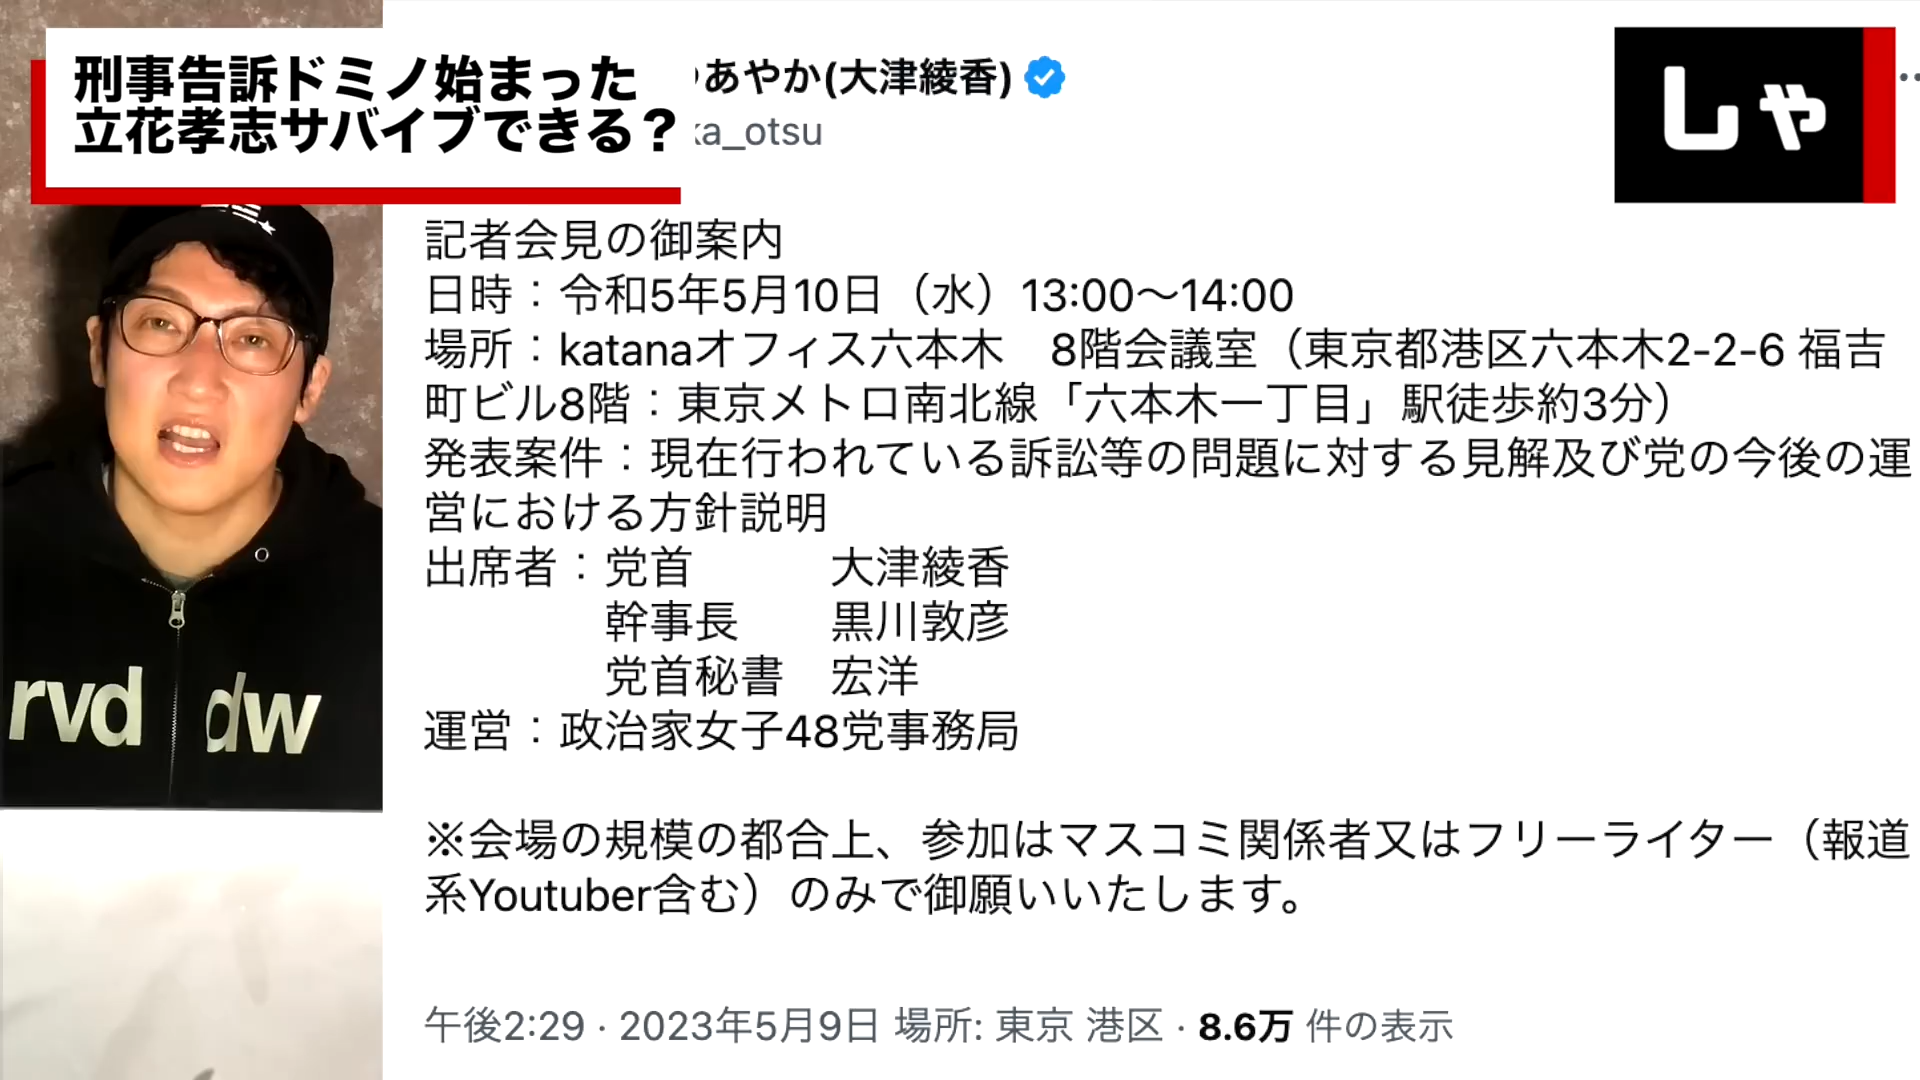 刑事告訴ドミノ始まった
立花孝志サバイブできる？
あやか(大津綾香)
ka_otsu
しゃ
記者会見の御案内
日時：令和5年5月10日（水）13:00〜14:00
場所：katanaオフィス六本木　8階会議室（東京都港区六本木2-2-6 福吉
町ビル8階：東京メトロ南北線「六本木一丁目」駅徒歩約3分）
発表案件：現在行われている訴訟等の問題に対する見解及び党の今後の運
営における方針説明
出席者：党首　　　大津綾香
幹事長　　黒川敦彦
党首秘書　宏洋
運営：政治家女子48党事務局
※会場の規模の都合上、参加はマスコミ関係者又はフリーライター（報道
系Youtuber含む）のみで御願いいたします。
午後2:29 · 2023年5月9日 場所: 東京 港区 · 8.6万 件の表示
rvd dw